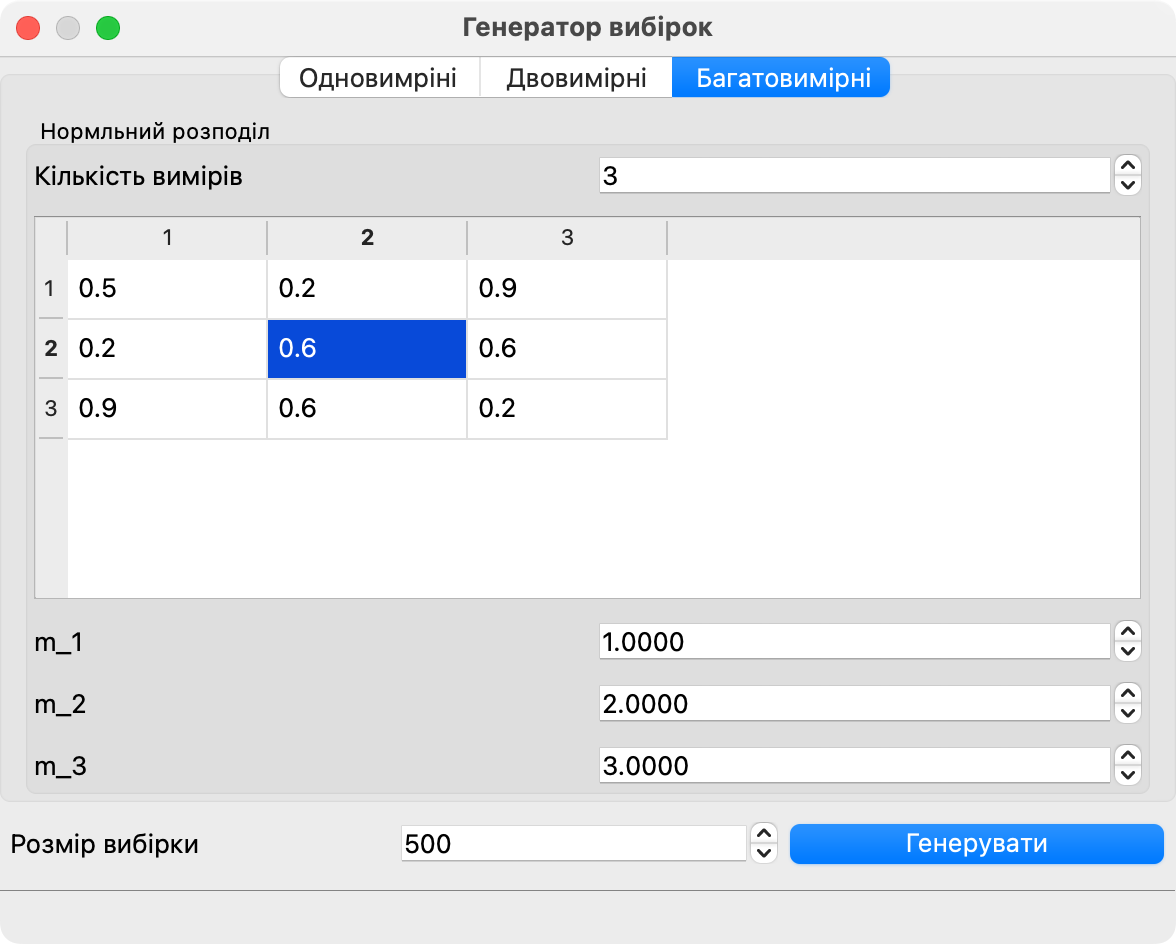 Генератор вибірок
Одновимріні Двовимірні Багатовимірні
Нормльний розподіл
Кількість вимірів 3
1 2 3
1 0.5 0.2 0.9
2 0.2 0.6 0.6
3 0.9 0.6 0.2
m_1 1.0000
m_2 2.0000
m_3 3.0000
Розмір вибірки 500 Генерувати